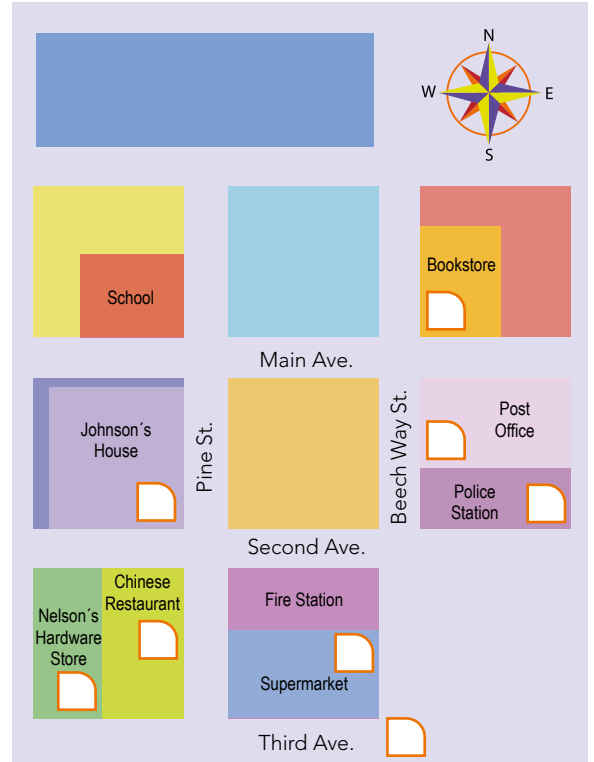 N
W
E
S
School
Bookstore
Main Ave.
Johnson´s
House
Pine St.
Beech Way St.
Post
Office
Police
Station
Second Ave.
Chinese
Restaurant
Nelson´s
Hardware
Store
Fire Station
Supermarket
Third Ave.